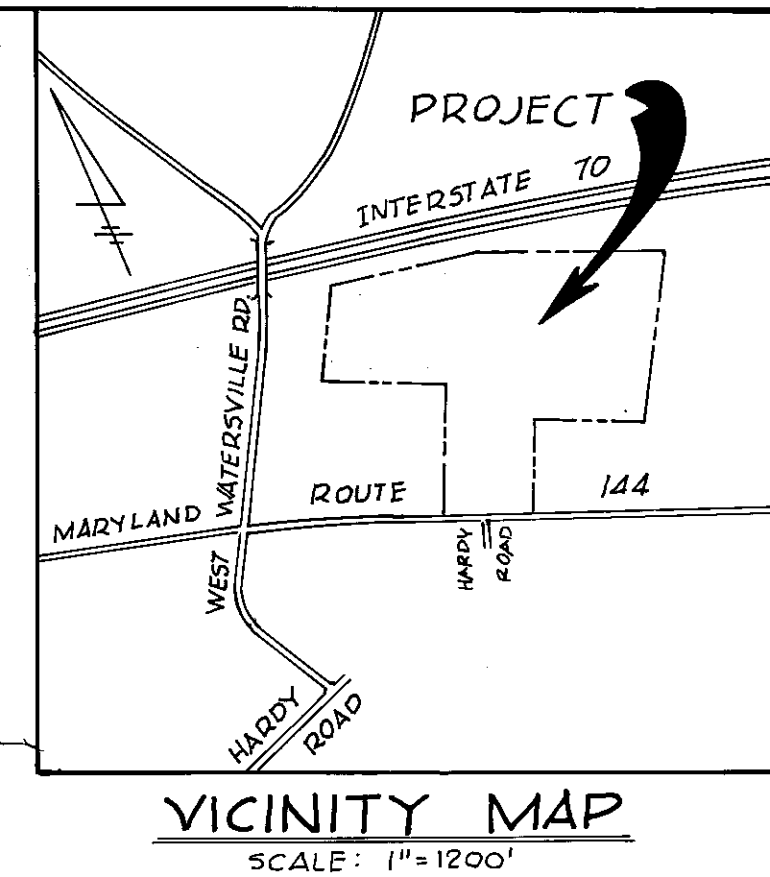 PROJECT
INTERSTATE 70
WEST WATERSVILLE RD.
MARYLAND ROUTE 144
HARDY ROAD
HARDY ROAD
VICINITY MAP
SCALE: 1"=1200'